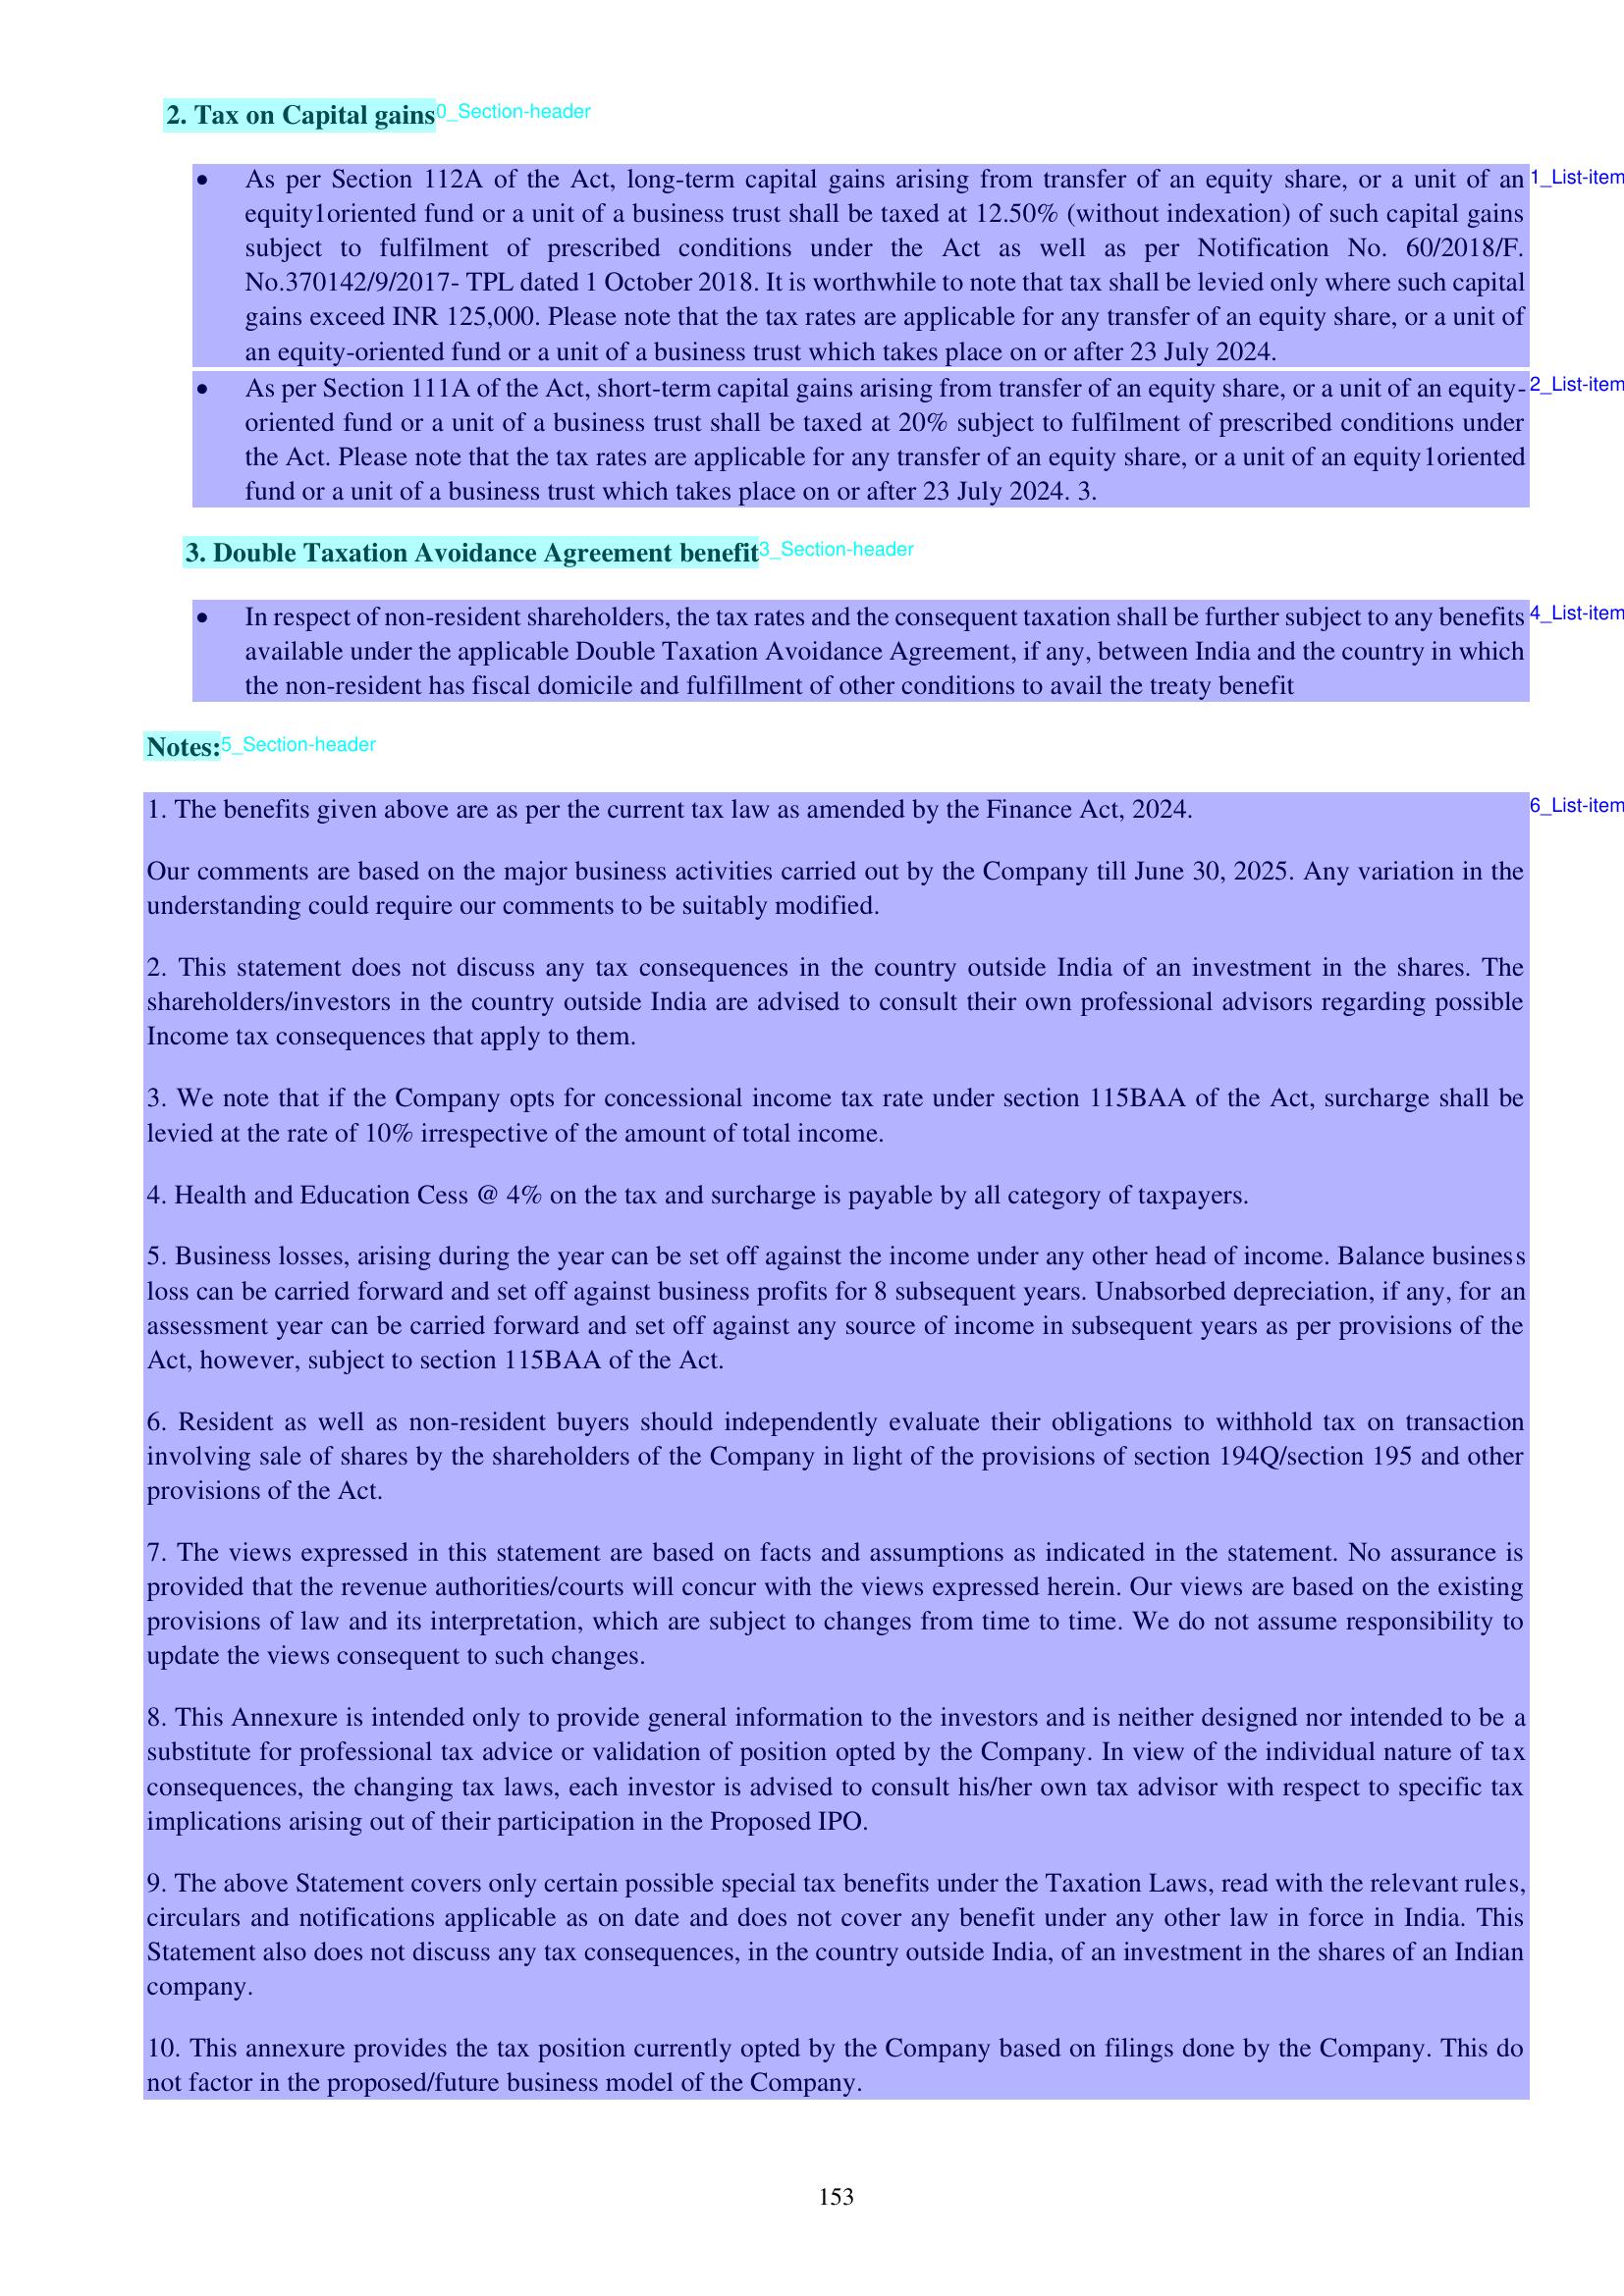 2. Tax on Capital gains 0_Section-header
• As per Section 112A of the Act, long-term capital gains arising from transfer of an equity share, or a unit of an 1_List-item
equity1oriented fund or a unit of a business trust shall be taxed at 12.50% (without indexation) of such capital gains
subject to fulfilment of prescribed conditions under the Act as well as per Notification No. 60/2018/F.
No.370142/9/2017- TPL dated 1 October 2018. It is worthwhile to note that tax shall be levied only where such capital
gains exceed INR 125,000. Please note that the tax rates are applicable for any transfer of an equity share, or a unit of
an equity-oriented fund or a unit of a business trust which takes place on or after 23 July 2024.
• As per Section 111A of the Act, short-term capital gains arising from transfer of an equity share, or a unit of an equity- 2_List-item
oriented fund or a unit of a business trust shall be taxed at 20% subject to fulfilment of prescribed conditions under
the Act. Please note that the tax rates are applicable for any transfer of an equity share, or a unit of an equity1oriented
fund or a unit of a business trust which takes place on or after 23 July 2024. 3.
3. Double Taxation Avoidance Agreement benefit 3_Section-header
• In respect of non-resident shareholders, the tax rates and the consequent taxation shall be further subject to any benefits 4_List-item
available under the applicable Double Taxation Avoidance Agreement, if any, between India and the country in which
the non-resident has fiscal domicile and fulfillment of other conditions to avail the treaty benefit
Notes: 5_Section-header
1. The benefits given above are as per the current tax law as amended by the Finance Act, 2024. 6_List-item
Our comments are based on the major business activities carried out by the Company till June 30, 2025. Any variation in the
understanding could require our comments to be suitably modified.
2. This statement does not discuss any tax consequences in the country outside India of an investment in the shares. The
shareholders/investors in the country outside India are advised to consult their own professional advisors regarding possible
Income tax consequences that apply to them.
3. We note that if the Company opts for concessional income tax rate under section 115BAA of the Act, surcharge shall be
levied at the rate of 10% irrespective of the amount of total income.
4. Health and Education Cess @ 4% on the tax and surcharge is payable by all category of taxpayers.
5. Business losses, arising during the year can be set off against the income under any other head of income. Balance business
loss can be carried forward and set off against business profits for 8 subsequent years. Unabsorbed depreciation, if any, for an
assessment year can be carried forward and set off against any source of income in subsequent years as per provisions of the
Act, however, subject to section 115BAA of the Act.
6. Resident as well as non-resident buyers should independently evaluate their obligations to withhold tax on transaction
involving sale of shares by the shareholders of the Company in light of the provisions of section 194Q/section 195 and other
provisions of the Act.
7. The views expressed in this statement are based on facts and assumptions as indicated in the statement. No assurance is
provided that the revenue authorities/courts will concur with the views expressed herein. Our views are based on the existing
provisions of law and its interpretation, which are subject to changes from time to time. We do not assume responsibility to
update the views consequent to such changes.
8. This Annexure is intended only to provide general information to the investors and is neither designed nor intended to be a
substitute for professional tax advice or validation of position opted by the Company. In view of the individual nature of tax
consequences, the changing tax laws, each investor is advised to consult his/her own tax advisor with respect to specific tax
implications arising out of their participation in the Proposed IPO.
9. The above Statement covers only certain possible special tax benefits under the Taxation Laws, read with the relevant rules,
circulars and notifications applicable as on date and does not cover any benefit under any other law in force in India. This
Statement also does not discuss any tax consequences, in the country outside India, of an investment in the shares of an Indian
company.
10. This annexure provides the tax position currently opted by the Company based on filings done by the Company. This do
not factor in the proposed/future business model of the Company.
153